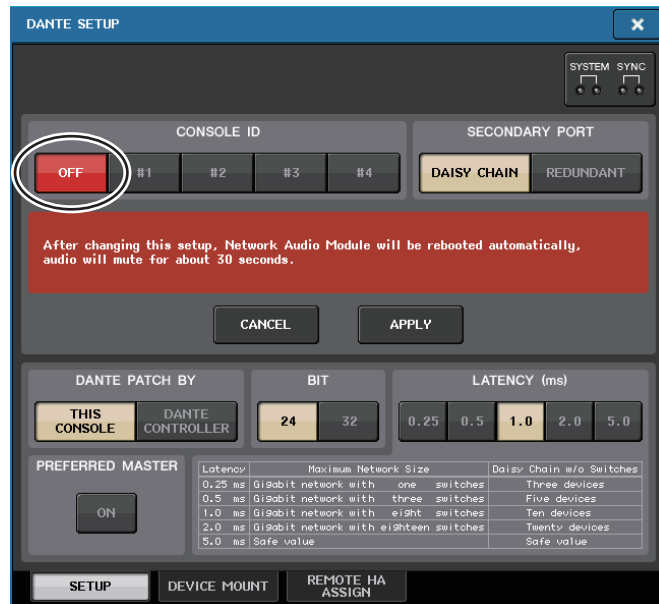 DANTE SETUP
SYSTEM SYNC
CONSOLE ID
SECONDARY PORT
OFF #1 #2 #3 #4 DAISY CHAIN REDUNDANT
After changing this setup, Network Audio Module will be rebooted automatically,
audio will mute for about 30 seconds.
CANCEL APPLY
DANTE PATCH BY
THIS
CONSOLE
DANTE
CONTROLLER
BIT
24 32
LATENCY (ms)
0.25 0.5 1.0 2.0 5.0
PREFERRED MASTER
ON
Latency Maximum Network Size Daisy Chain w/o Switches
0.25 ms Gigabit network with one switches Three devices
0.5 ms Gigabit network with three switches Five devices
1.0 ms Gigabit network with eight switches Ten devices
2.0 ms Gigabit network with eighteen switches Twenty devices
5.0 ms Safe value Safe value
SETUP
DEVICE MOUNT
REMOTE HA
ASSIGN